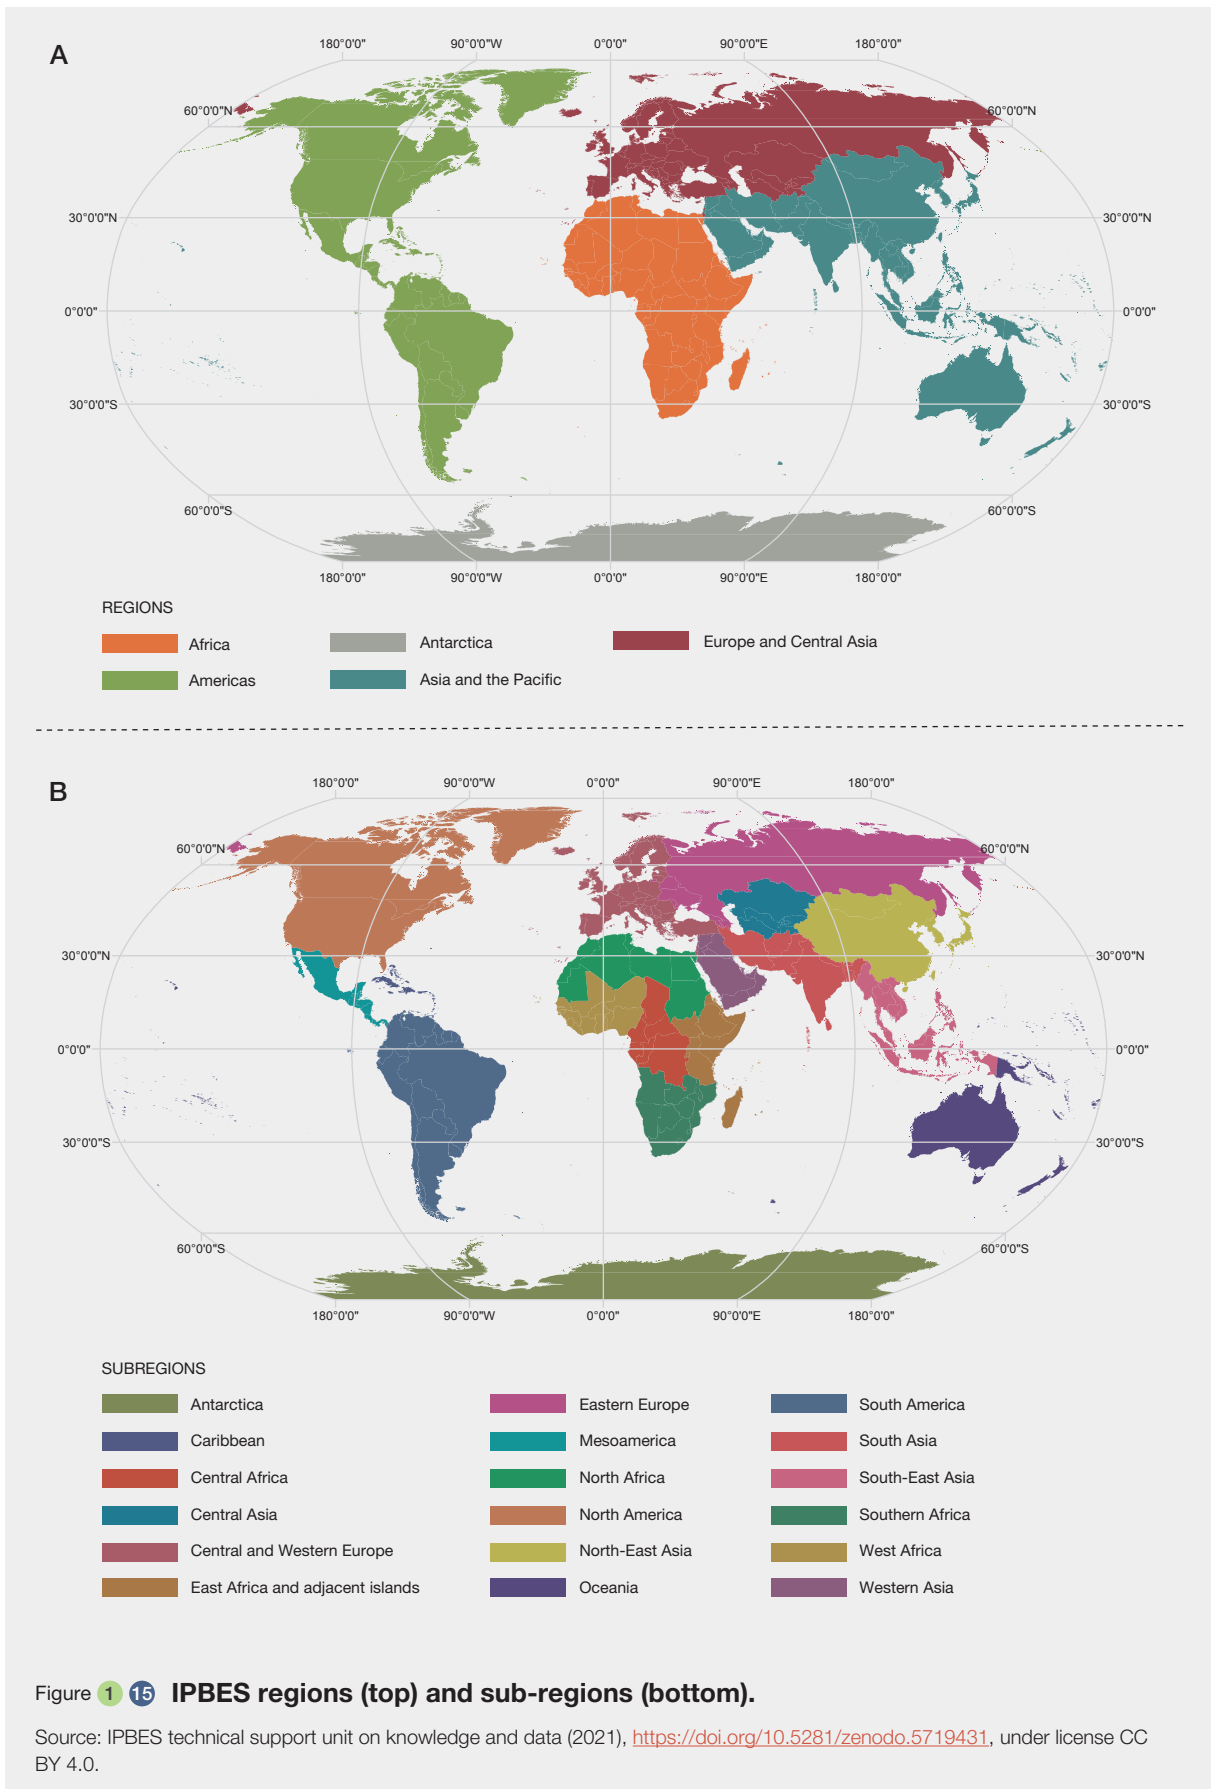 A
180°0'0"
90°0'0"W
0°0'0"
90°0'0"E
180°0'0"
60°0'0"N
60°0'0"N
30°0'0"N
30°0'0"N
0°0'0"
0°0'0"
30°0'0"S
30°0'0"S
60°0'0"S
60°0'0"S
180°0'0"
90°0'0"W
0°0'0"
90°0'0"E
180°0'0"
REGIONS
Africa
Antarctica
Europe and Central Asia
Americas
Asia and the Pacific
B
180°0'0"
90°0'0"W
0°0'0"
90°0'0"E
180°0'0"
60°0'0"N
60°0'0"N
30°0'0"N
30°0'0"N
0°0'0"
0°0'0"
30°0'0"S
30°0'0"S
60°0'0"S
60°0'0"S
180°0'0"
90°0'0"W
0°0'0"
90°0'0"E
180°0'0"
SUBREGIONS
Antarctica
Caribbean
Central Africa
Central Asia
Central and Western Europe
East Africa and adjacent islands
Eastern Europe
Mesoamerica
North Africa
North America
North-East Asia
Oceania
South America
South Asia
South-East Asia
Southern Africa
West Africa
Western Asia
Figure 1 15 IPBES regions (top) and sub-regions (bottom).
Source: IPBES technical support unit on knowledge and data (2021), https://doi.org/10.5281/zenodo.5719431, under license CC
BY 4.0.